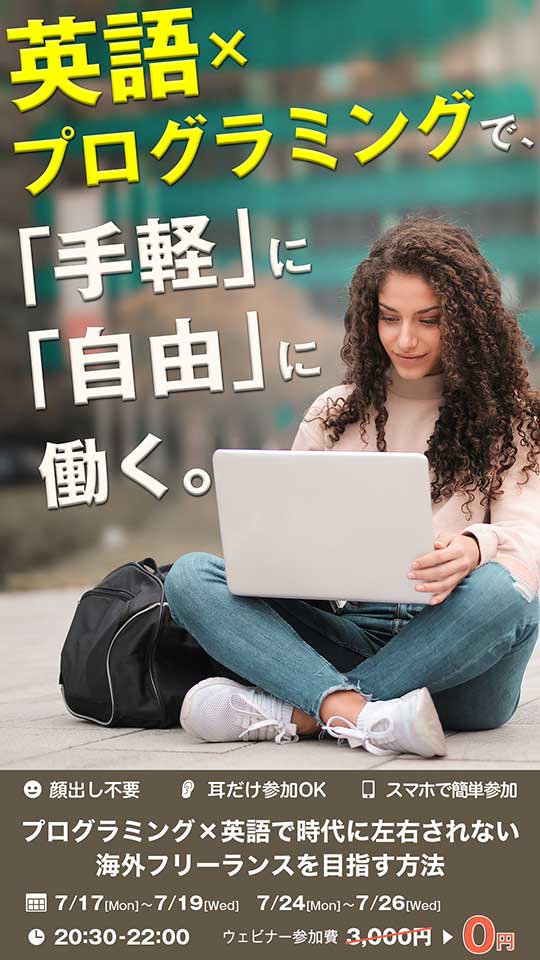 英語×
プログラミングで、
「手軽」に
「自由」に
働く。
顔出し不要 耳だけ参加OK スマホで簡単参加
プログラミング×英語で時代に左右されない
海外フリーランスを目指す方法
7/17[Mon]～7/19[Wed] 7/24[Mon]～7/26[Wed]
20:30-22:00 ウェビナー参加費 3,000円 ▶ 0円